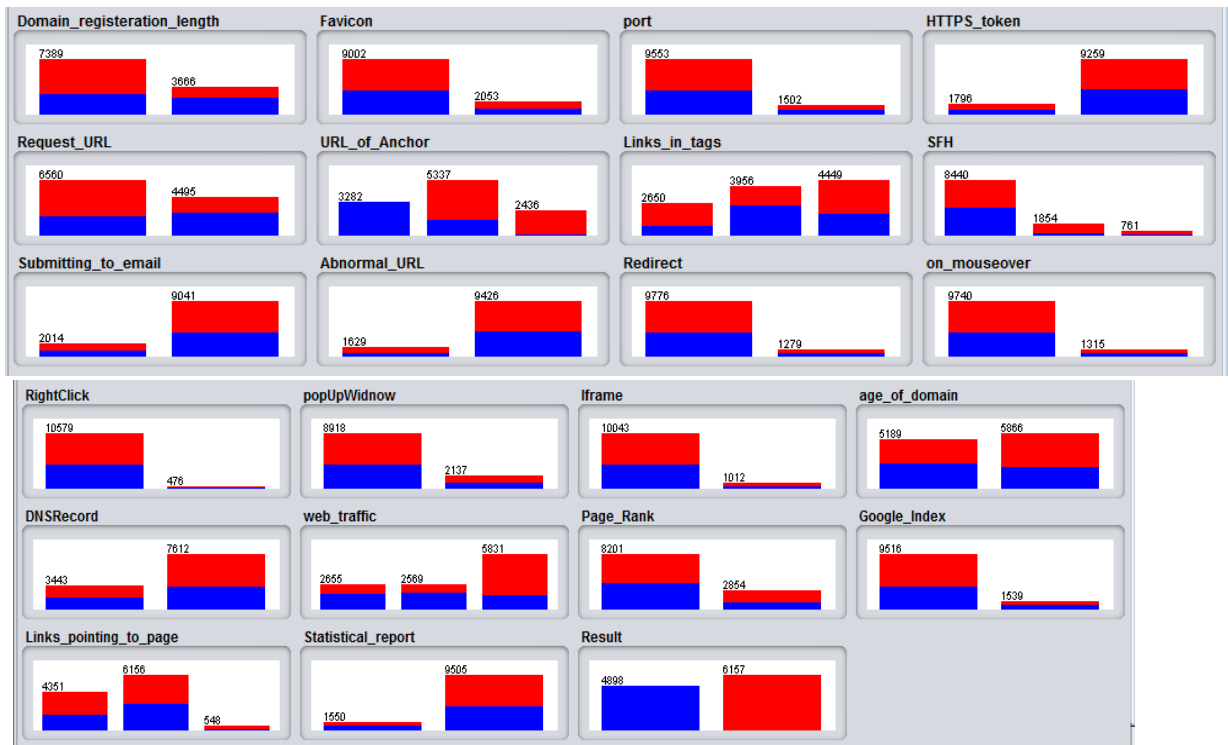 Domain_registeration_length Favicon port HTTPS_token
7389 3666 9002 2053 9553 1502 1796 9259
Request_URL URL_of_Anchor Links_in_tags SFH
6560 4495 3282 5337 2436 2650 3956 4449 8440 1854 761
Submitting_to_email Abnormal_URL Redirect on_mouseover
2014 9041 1629 9426 9776 1279 9740 1315
RightClick popUpWidnow Iframe age_of_domain
10579 476 8918 2137 10043 1012 5189 5866
DNSRecord web_traffic Page_Rank Google_Index
3443 7612 2655 2569 5831 8201 2854 9516 1539
Links_pointing_to_page Statistical_report Result
4351 6156 548 1550 9505 4898 6157